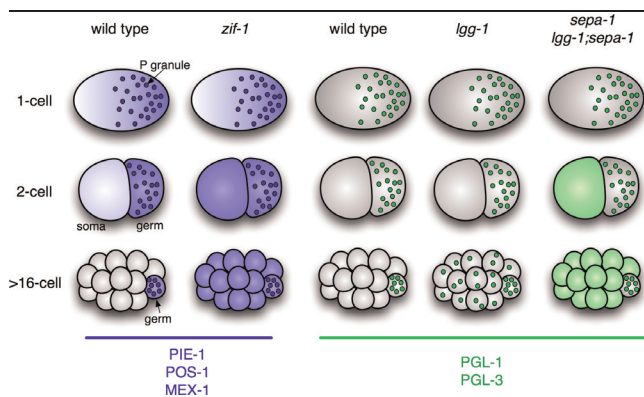 wild type
zif-1
wild type
lgg-1
sepa-1
lgg-1;sepa-1
P granule
1-cell
2-cell
soma
germ
>16-cell
germ
PIE-1
POS-1
MEX-1
PGL-1
PGL-3